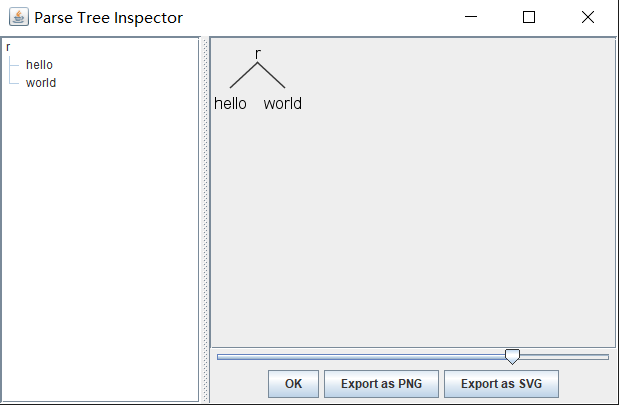 Parse Tree Inspector
r
hello
world
r
hello world
OK Export as PNG Export as SVG